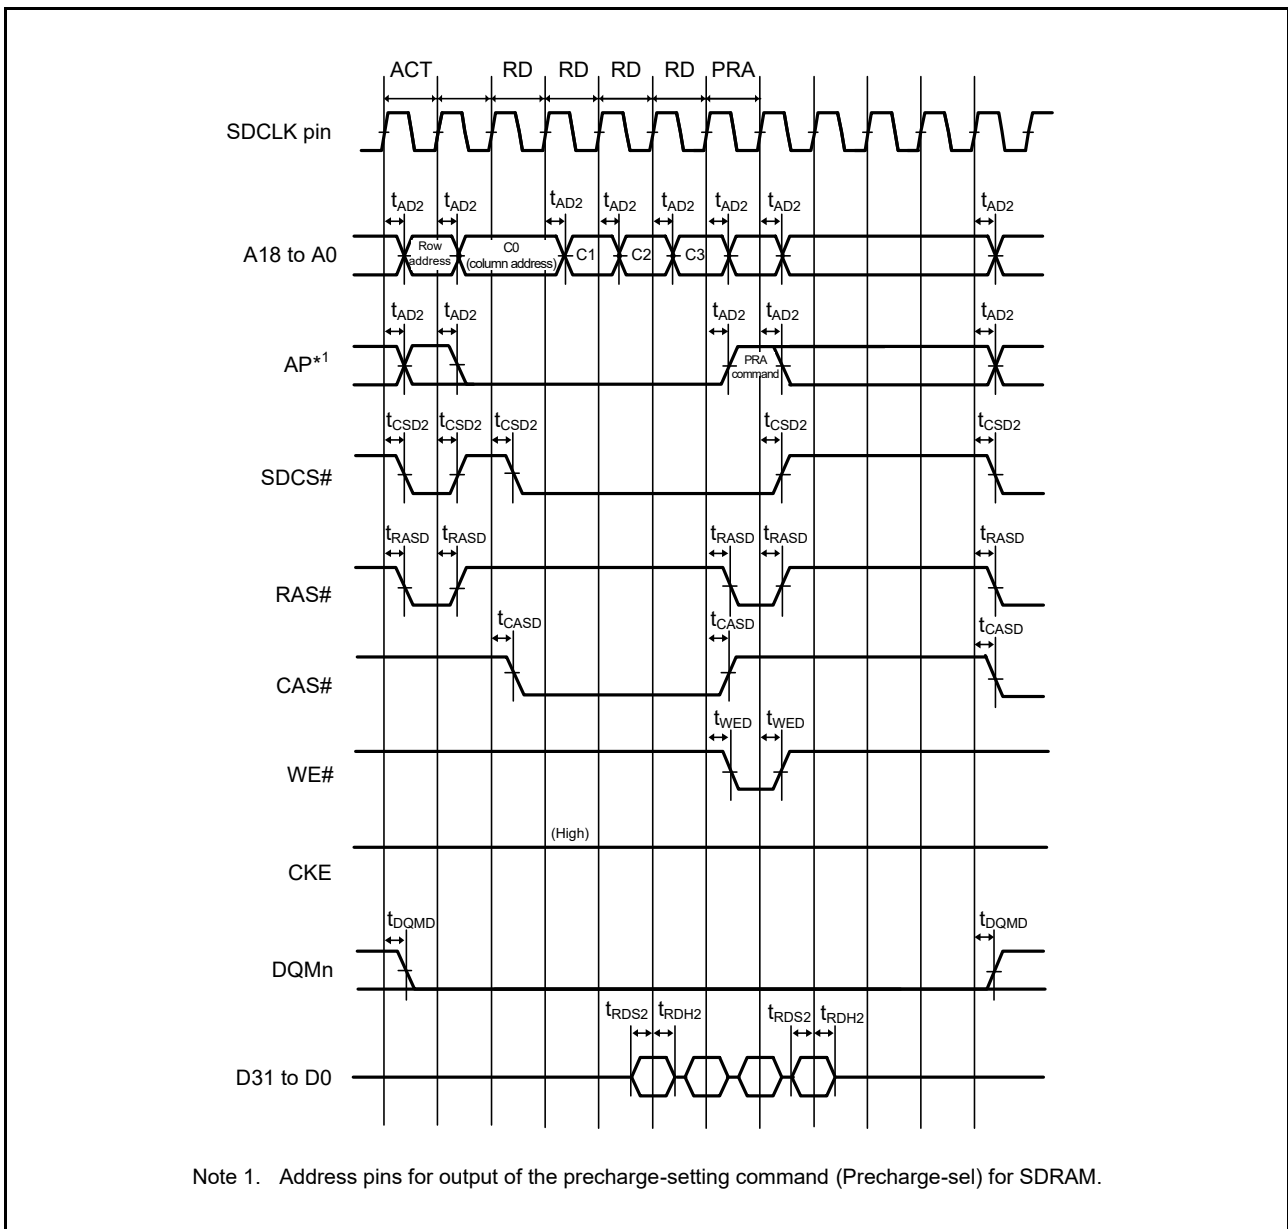 ACT RD RD RD RD PRA
SDCLK pin
tAD2 tAD2 tAD2 tAD2 tAD2 tAD2 tAD2 tAD2
A18 to A0
Row address
C0 (column address)
C1 C2 C3
tAD2 tAD2 tAD2 tAD2 tAD2
AP*1
PRA command
tCSD2 tCSD2 tCSD2 tCSD2 tCSD2
SDCS#
tRASD tRASD tRASD tRASD tRASD
RAS#
tCASD tCASD tCASD
CAS#
tWED tWED
WE#
(High)
CKE
tDQMD tDQMD
DQMn
tRDS2 tRDH2 tRDS2 tRDH2
D31 to D0
Note 1. Address pins for output of the precharge-setting command (Precharge-sel) for SDRAM.